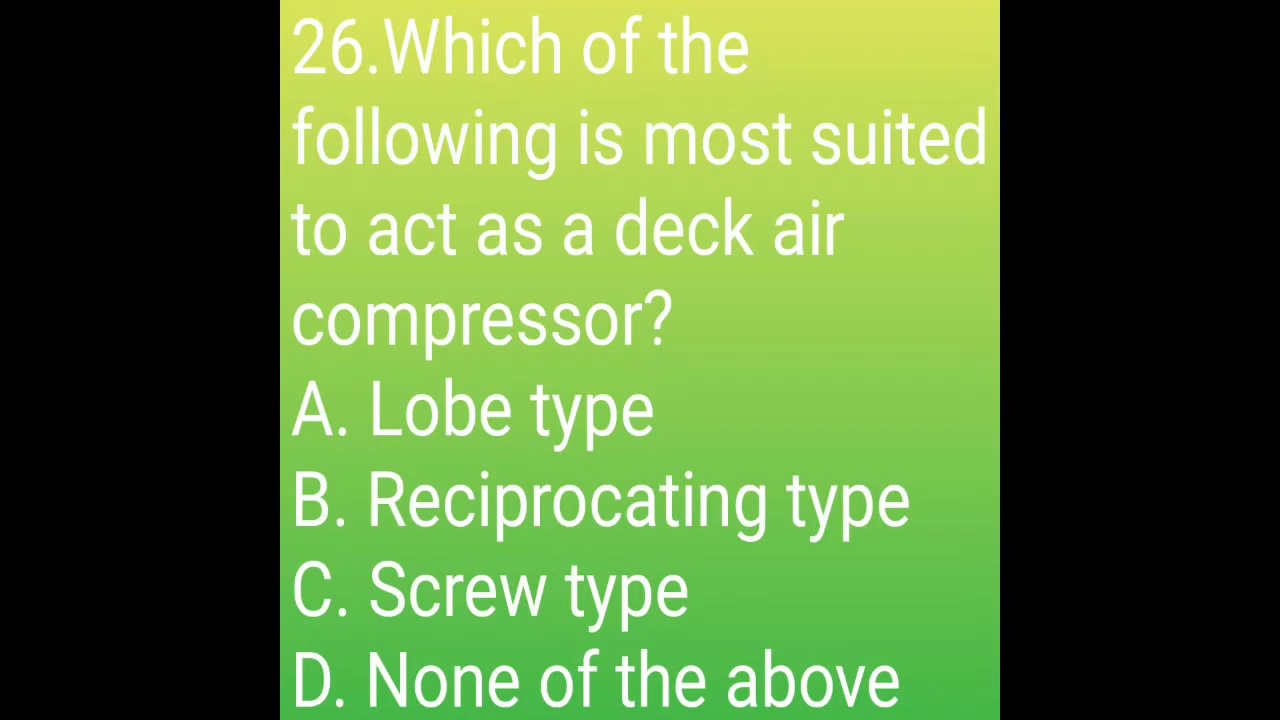 26.Which of the
following is most suited
to act as a deck air
compressor?
A. Lobe type
B. Reciprocating type
C. Screw type
D. None of the above